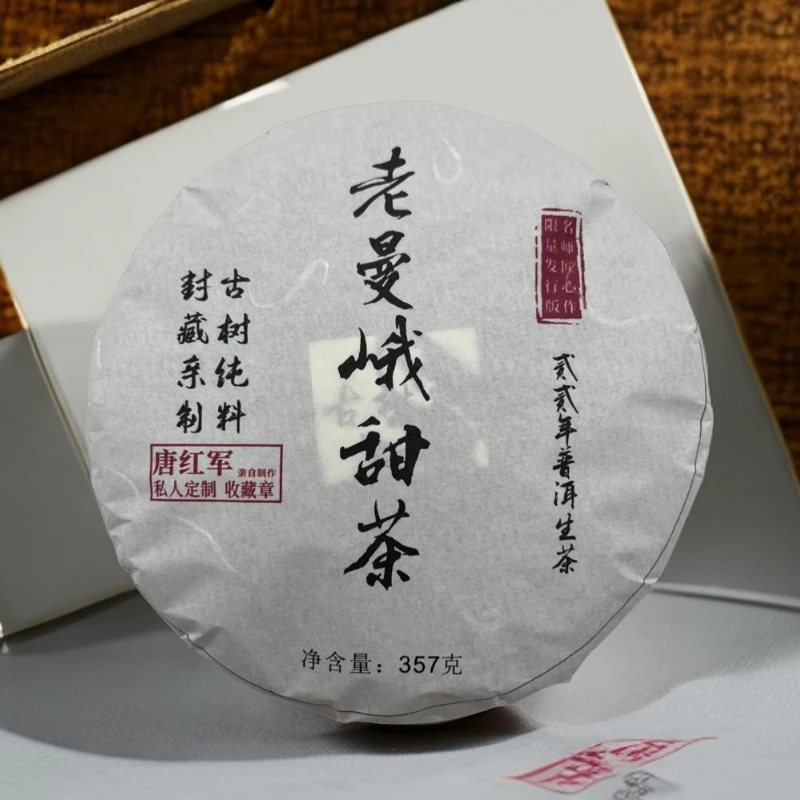 老曼峨甜茶
名师匠心作
限量发行版
贰贰年普洱生茶
古树纯料
封藏亲制
唐红军 亲自制作
私人定制 收藏章
净含量：357克